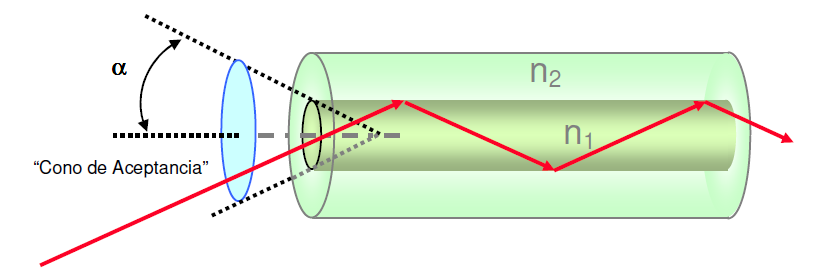 α
n2
n1
“Cono de Aceptancia”